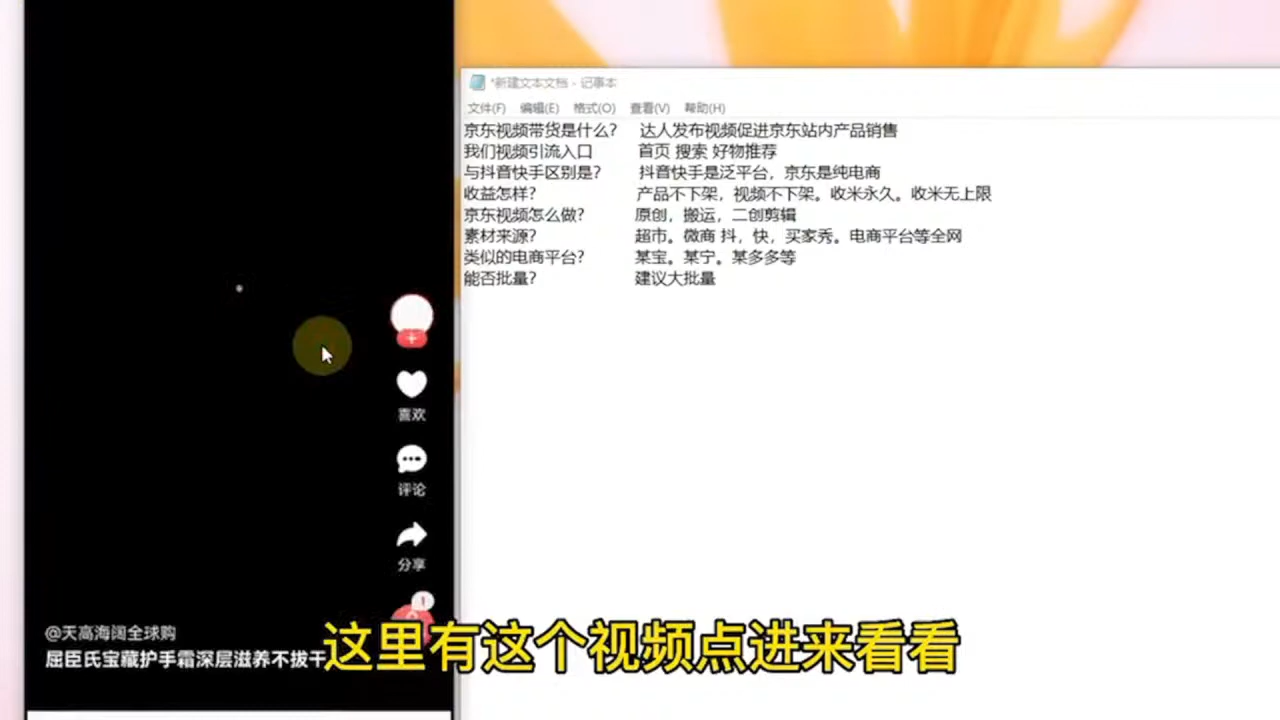 *新建文本文档 - 记事本
文件(F) 编辑(E) 格式(O) 查看(V) 帮助(H)
京东视频带货是什么? 达人发布视频促进京东站内产品销售
我们视频引流入口 首页 搜索 好物推荐
与抖音快手区别是? 抖音快手是泛平台，京东是纯电商
收益怎样? 产品不下架，视频不下架。收米永久。收米无上限
京东视频怎么做? 原创，搬运，二创剪辑
素材来源? 超市。微商 抖，快，买家秀。电商平台等全网
类似的电商平台? 某宝。某宁。某多多等
能否批量? 建议大批量
喜欢
评论
分享
1
@天高海阔全球购
屈臣氏宝藏护手霜深层滋养不拔干
这里有这个视频点进来看看